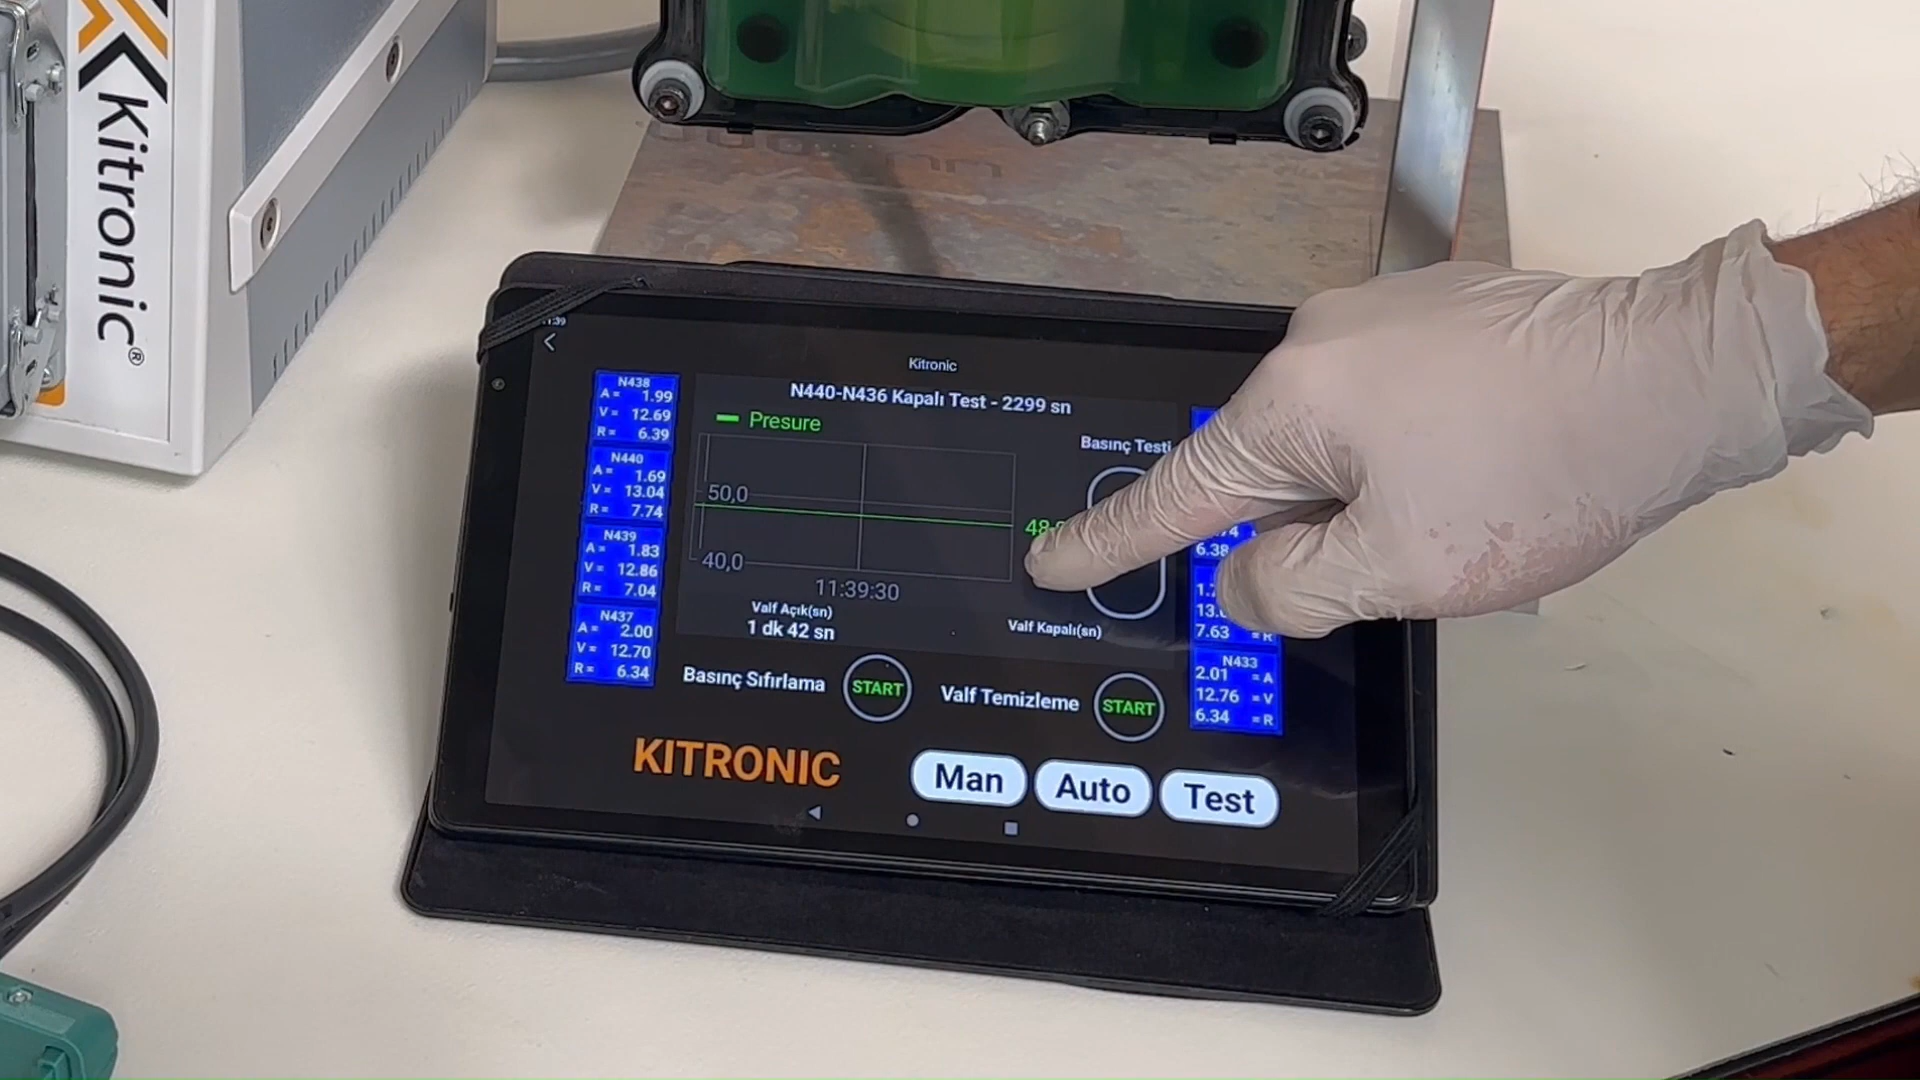 Kitronic®
11:39
Kitronic
N440-N436 Kapalı Test - 2299 sn
Presure
Basınç Testi
50,0
40,0
11:39:30
Valf Açık(sn)
1 dk 42 sn
Valf Kapalı(sn)
N438
A = 1.99
V = 12.69
R = 6.39
N440
A = 1.69
V = 13.04
R = 7.74
N439
A = 1.83
V = 12.86
R = 7.04
N437
A = 2.00
V = 12.70
R = 6.34
6.38
7.63 = R
N433
2.01 = A
12.76 = V
6.34 = R
Basınç Sıfırlama
START
Valf Temizleme
START
KITRONIC
Man
Auto
Test